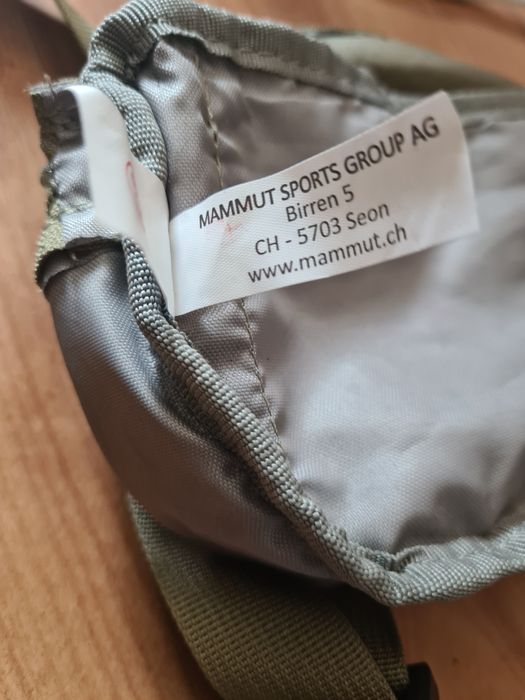 MAMMUT SPORTS GROUP AG
Birren 5
CH - 5703 Seon
www.mammut.ch